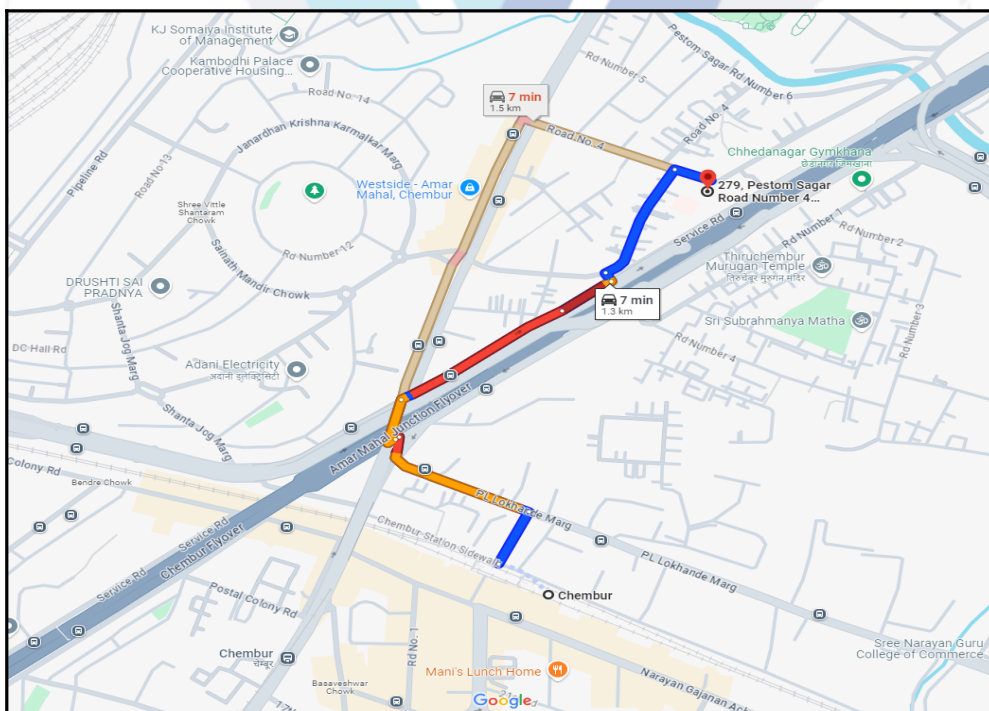 KJ Somaiya Institute
of Management
Kambodhi Palace
Cooperative Housing...
Road No. 14
Janardhan Krishna Karmalkar Marg
Pipeline Rd
Road No 13
7 min
1.5 km
Rd Number 5
Pestom Sagar Rd Number 6
Road No. 4
Road No. 4
Chhedanagar Gymkhana
279, Pestom Sagar
Road Number 4...
Westside - Amar
Mahal, Chembur
Shree Vittle
Shantaram
Chowk
Sainath Mandir Chowk
Rd Number 12
Service Rd
Rd Number 1
Rd Number 2
Thiruchembur
Murugan Temple
तिरुचेंबूर मुरुगन मंदिर
DRUSHTI SAI
PRADNYA
7 min
1.3 km
Sri Subrahmanya Matha
Rd Number 3
Rd Number 4
DC Hall Rd
Shanta Jog Marg
Adani Electricity
अदानी इलेक्ट्रिसिटी
Shanta Jog Marg
Amar Mahal Junction Flyover
Colony Rd
Bendre Chowk
PL Lokhande Marg
Chembur Station Sidewalk
Service Rd
Chembur Flyover
Service Rd
PL Lokhande Marg
Chembur
Postal Colony Rd
Rd No. 1
Chembur
चेंबूर
Sree Narayan Guru
College of Commerce
Mani's Lunch Home
Basaveshwar
Chowk
Narayan Gajanan
Google
17th